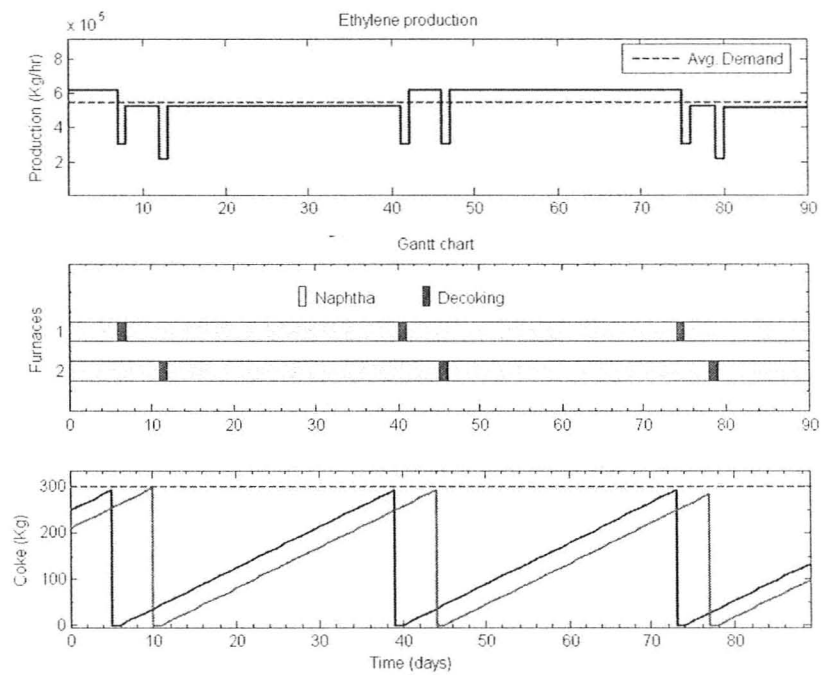 Ethylene production
x 10^5
Production (Kg/hr)
8
6
4
2
Avg. Demand
10 20 30 40 50 60 70 80 90
Gantt chart
Naphtha Decoking
Furnaces
1
2
0 10 20 30 40 50 60 70 80 90
Coke (Kg)
300
200
100
0
0 10 20 30 40 50 60 70 80
Time (days)